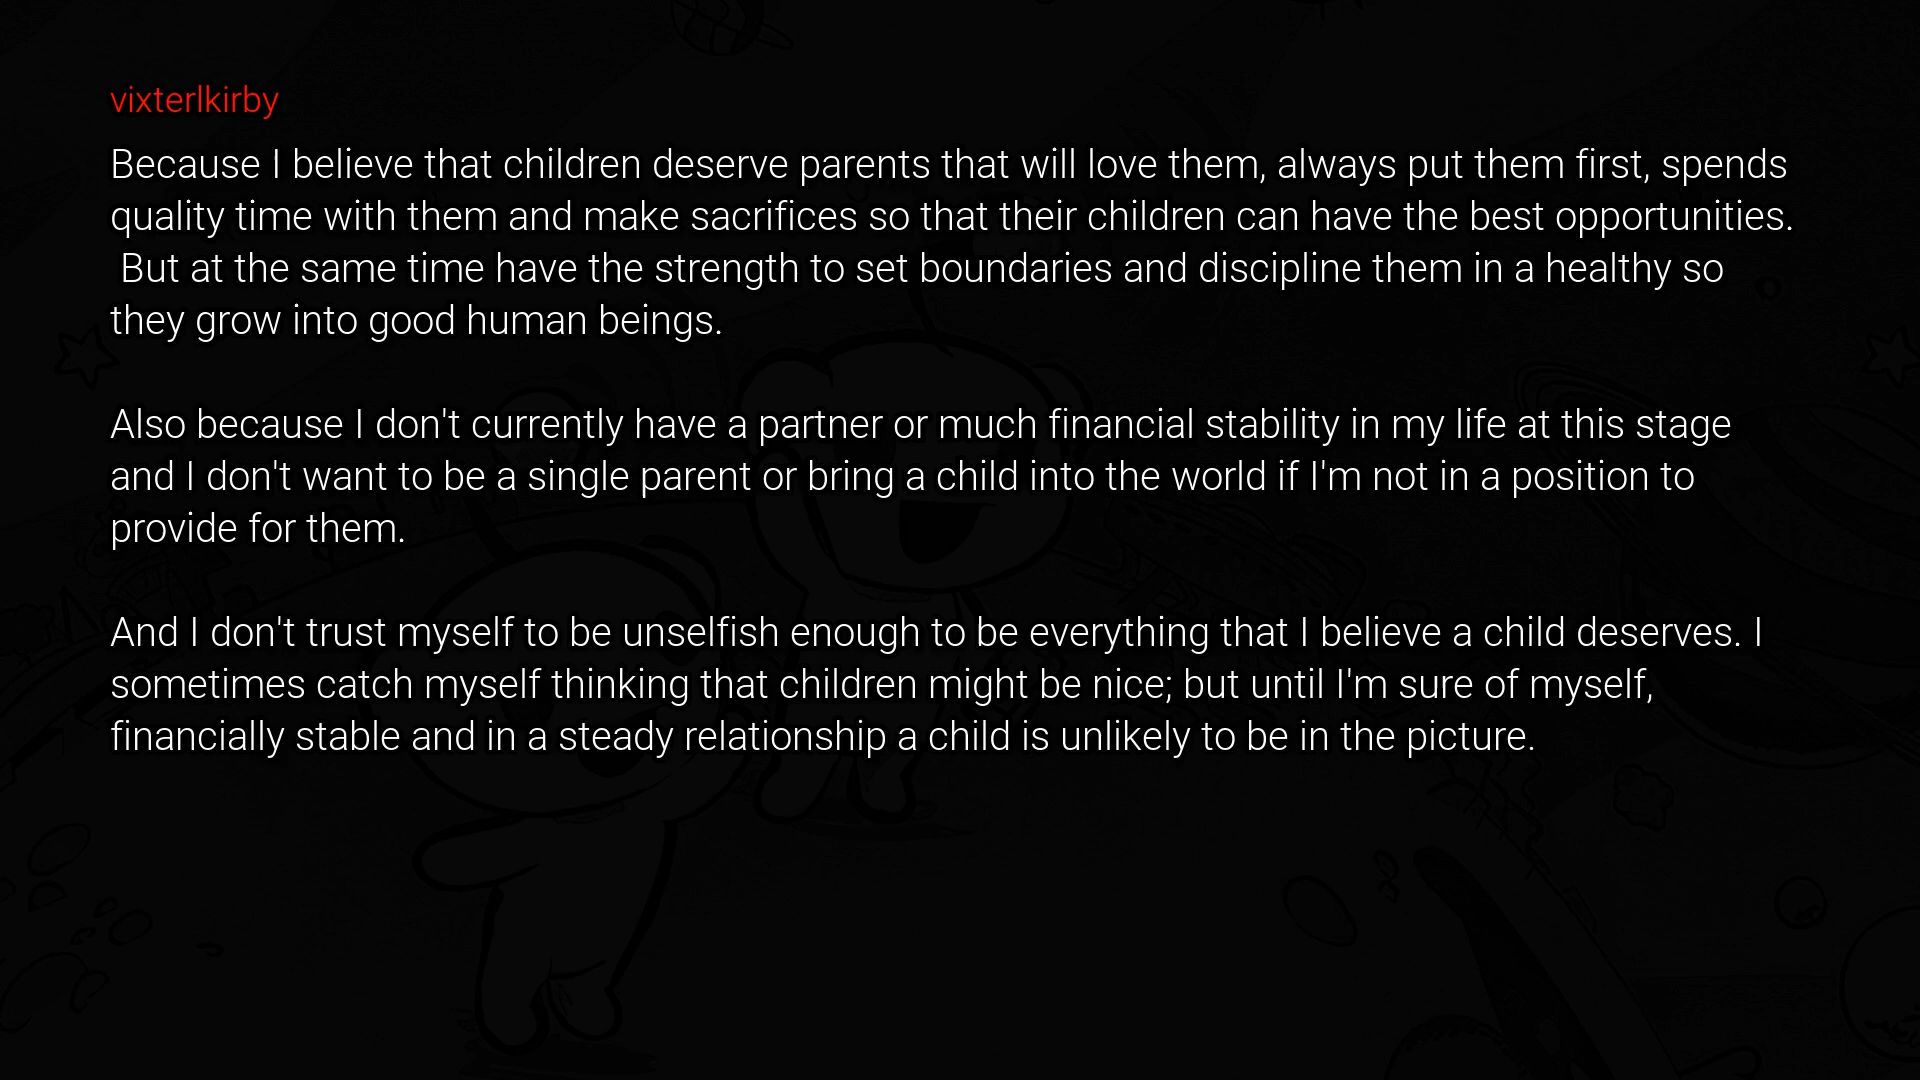 vixterlkirby
Because I believe that children deserve parents that will love them, always put them first, spends
quality time with them and make sacrifices so that their children can have the best opportunities.
But at the same time have the strength to set boundaries and discipline them in a healthy so
they grow into good human beings.
Also because I don't currently have a partner or much financial stability in my life at this stage
and I don't want to be a single parent or bring a child into the world if I'm not in a position to
provide for them.
And I don't trust myself to be unselfish enough to be everything that I believe a child deserves. I
sometimes catch myself thinking that children might be nice; but until I'm sure of myself,
financially stable and in a steady relationship a child is unlikely to be in the picture.